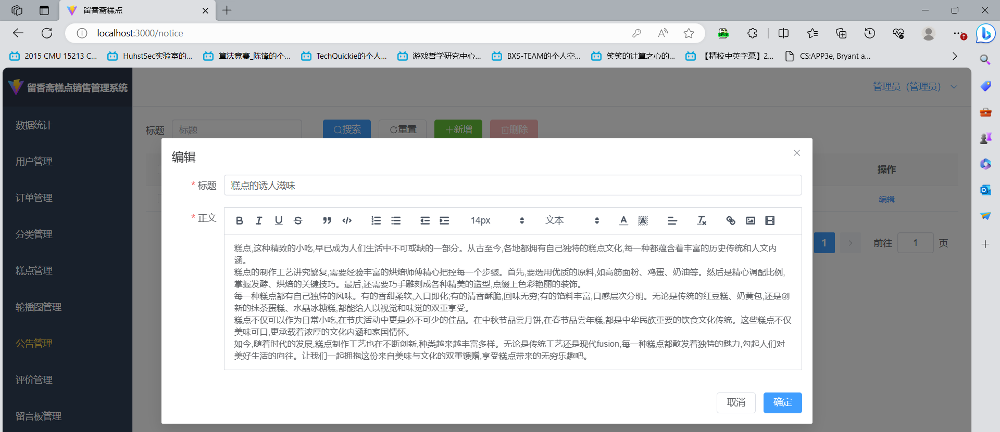 留香斋糕点
localhost:3000/notice
2015 CMU 15213 C...
HuhstSec实验室的...
算法竞赛_陈锋的个...
TechQuickie的个人...
游戏哲学研究中心...
BXS-TEAM的个人空...
笑笑的计算之心的...
【精校中英字幕】2...
CS:APP3e, Bryant a...
留香斋糕点销售管理系统
管理员（管理员）
数据统计
用户管理
订单管理
分类管理
糕点管理
轮播图管理
公告管理
评价管理
留言板管理
标题 标题 搜索 重置 新增 删除
操作
编辑
1 前往 1 页
编辑
* 标题 糕点的诱人滋味
* 正文
14px 文本
糕点,这种精致的小吃,早已成为人们生活中不可或缺的一部分。从古至今,各地都拥有自己独特的糕点文化,每一种都蕴含着丰富的历史传统和人文内
涵。
糕点的制作工艺讲究繁复,需要经验丰富的烘焙师傅精心把控每一个步骤。首先,要选用优质的原料,如高筋面粉、鸡蛋、奶油等。然后是精心调配比例,
掌握发酵、烘焙的关键技巧。最后,还需要巧手雕刻成各种精美的造型,点缀上色彩艳丽的装饰。
每一种糕点都有自己独特的风味。有的香甜柔软,入口即化;有的清香酥脆,回味无穷;有的馅料丰富,口感层次分明。无论是传统的红豆糕、奶黄包,还是创
新的抹茶蛋糕、水晶冰糖糕,都能给人以视觉和味觉的双重享受。
糕点不仅可以作为日常小吃,在节庆活动中更是必不可少的佳品。在中秋节品尝月饼,在春节品尝年糕,都是中华民族重要的饮食文化传统。这些糕点不仅
美味可口,更承载着浓厚的文化内涵和家国情怀。
如今,随着时代的发展,糕点制作工艺也在不断创新,种类越来越丰富多样。无论是传统工艺还是现代fusion,每一种糕点都散发着独特的魅力,勾起人们对
美好生活的向往。让我们一起拥抱这份来自美味与文化的双重馈赠,享受糕点带来的无穷乐趣吧。
取消 确定